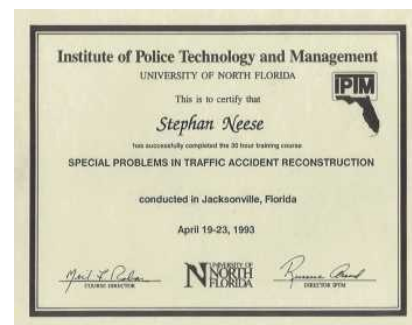 Institute of Police Technology and Management
UNIVERSITY OF NORTH FLORIDA
IPTM
This is to certify that
Stephan Neese
has successfully completed the 30 hour training course
SPECIAL PROBLEMS IN TRAFFIC ACCIDENT RECONSTRUCTION
conducted in Jacksonville, Florida
April 19-23, 1993
COURSE DIRECTOR
N UNIVERSITY OF
NORTH
FLORIDA
DIRECTOR IPTM